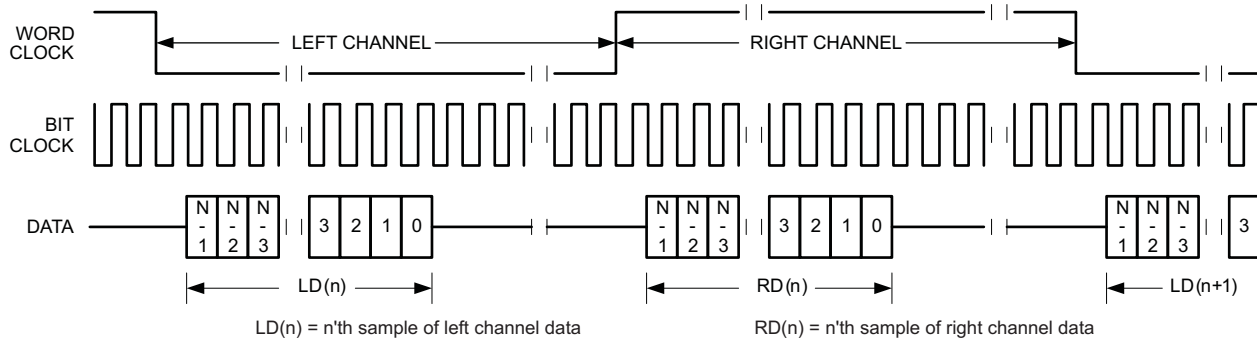 WORD
CLOCK
LEFT CHANNEL
RIGHT CHANNEL
BIT
CLOCK
DATA
N
-
1
N
-
2
N
-
3
3
2
1
0
N
-
1
N
-
2
N
-
3
3
2
1
0
N
-
1
N
-
2
N
-
3
3
LD(n)
RD(n)
LD(n+1)
LD(n) = n'th sample of left channel data
RD(n) = n'th sample of right channel data